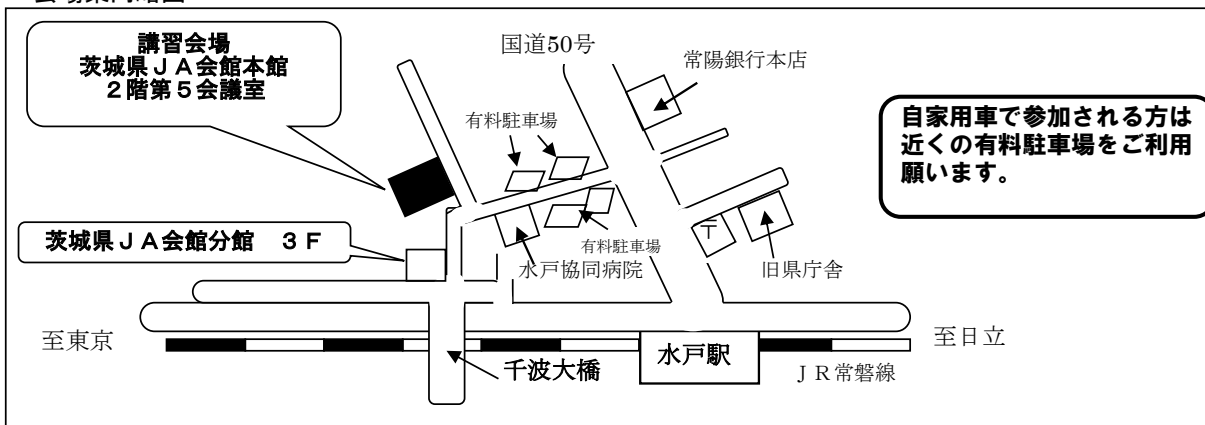 講習会場
茨城県ＪＡ会館本館
２階第５会議室
国道50号
常陽銀行本店
有料駐車場
自家用車で参加される方は
近くの有料駐車場をご利用
願います。
茨城県ＪＡ会館分館　３Ｆ
有料駐車場
水戸協同病院
〒
旧県庁舎
至東京
千波大橋
水戸駅
至日立
ＪＲ常磐線